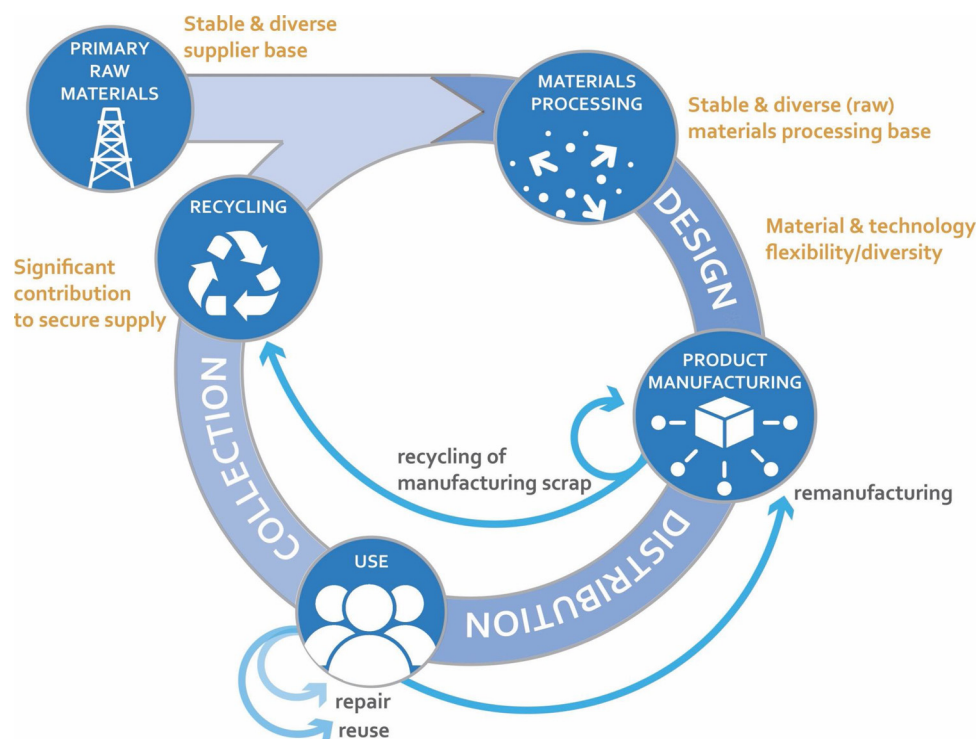 Stable & diverse
supplier base
PRIMARY
RAW
MATERIALS
MATERIALS
PROCESSING
Stable & diverse (raw)
materials processing base
RECYCLING
DESIGN
Material & technology
flexibility/diversity
Significant
contribution
to secure supply
PRODUCT
MANUFACTURING
COLLECTION
recycling of
manufacturing scrap
remanufacturing
DISTRIBUTION
USE
repair
reuse